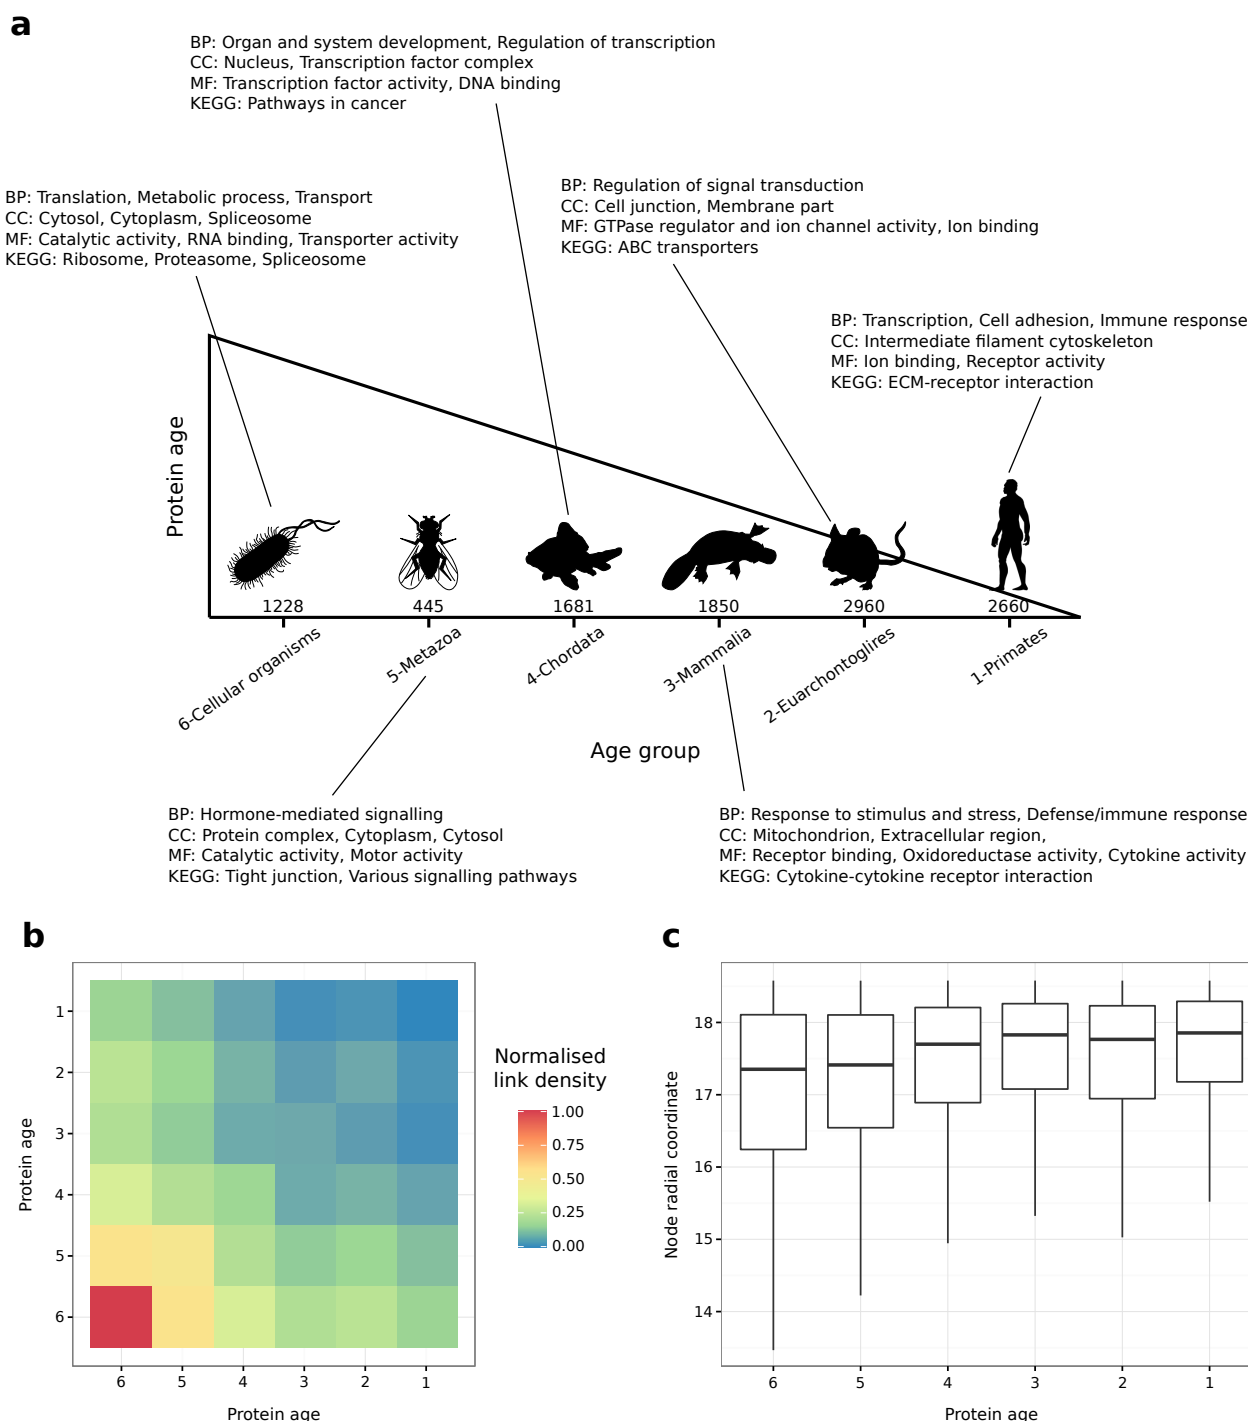 a
BP: Organ and system development, Regulation of transcription
CC: Nucleus, Transcription factor complex
MF: Transcription factor activity, DNA binding
KEGG: Pathways in cancer
BP: Translation, Metabolic process, Transport
CC: Cytosol, Cytoplasm, Spliceosome
MF: Catalytic activity, RNA binding, Transporter activity
KEGG: Ribosome, Proteasome, Spliceosome
BP: Regulation of signal transduction
CC: Cell junction, Membrane part
MF: GTPase regulator and ion channel activity, Ion binding
KEGG: ABC transporters
BP: Transcription, Cell adhesion, Immune response
CC: Intermediate filament cytoskeleton
MF: Ion binding, Receptor activity
KEGG: ECM-receptor interaction
Protein age
1228 445 1681 1850 2960 2660
6-Cellular organisms 5-Metazoa 4-Chordata 3-Mammalia 2-Euarchontoglires 1-Primates
Age group
BP: Hormone-mediated signalling
CC: Protein complex, Cytoplasm, Cytosol
MF: Catalytic activity, Motor activity
KEGG: Tight junction, Various signalling pathways
BP: Response to stimulus and stress, Defense/immune response
CC: Mitochondrion, Extracellular region,
MF: Receptor binding, Oxidoreductase activity, Cytokine activity
KEGG: Cytokine-cytokine receptor interaction
b
Protein age
1
2
3
4
5
6
6 5 4 3 2 1
Protein age
Normalised
link density
1.00
0.75
0.50
0.25
0.00
c
Node radial coordinate
18
17
16
15
14
6 5 4 3 2 1
Protein age